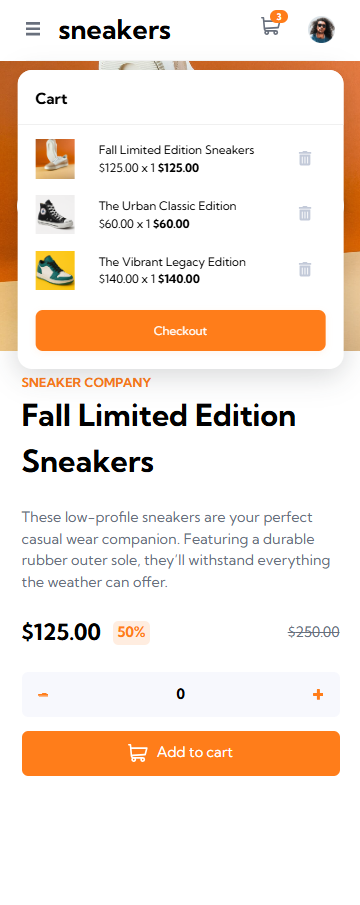 sneakers
3
Cart
Fall Limited Edition Sneakers
$125.00 x 1 $125.00
The Urban Classic Edition
$60.00 x 1 $60.00
The Vibrant Legacy Edition
$140.00 x 1 $140.00
Checkout
SNEAKER COMPANY
Fall Limited Edition
Sneakers
These low-profile sneakers are your perfect
casual wear companion. Featuring a durable
rubber outer sole, they'll withstand everything
the weather can offer.
$125.00 50% $250.00
0
Add to cart